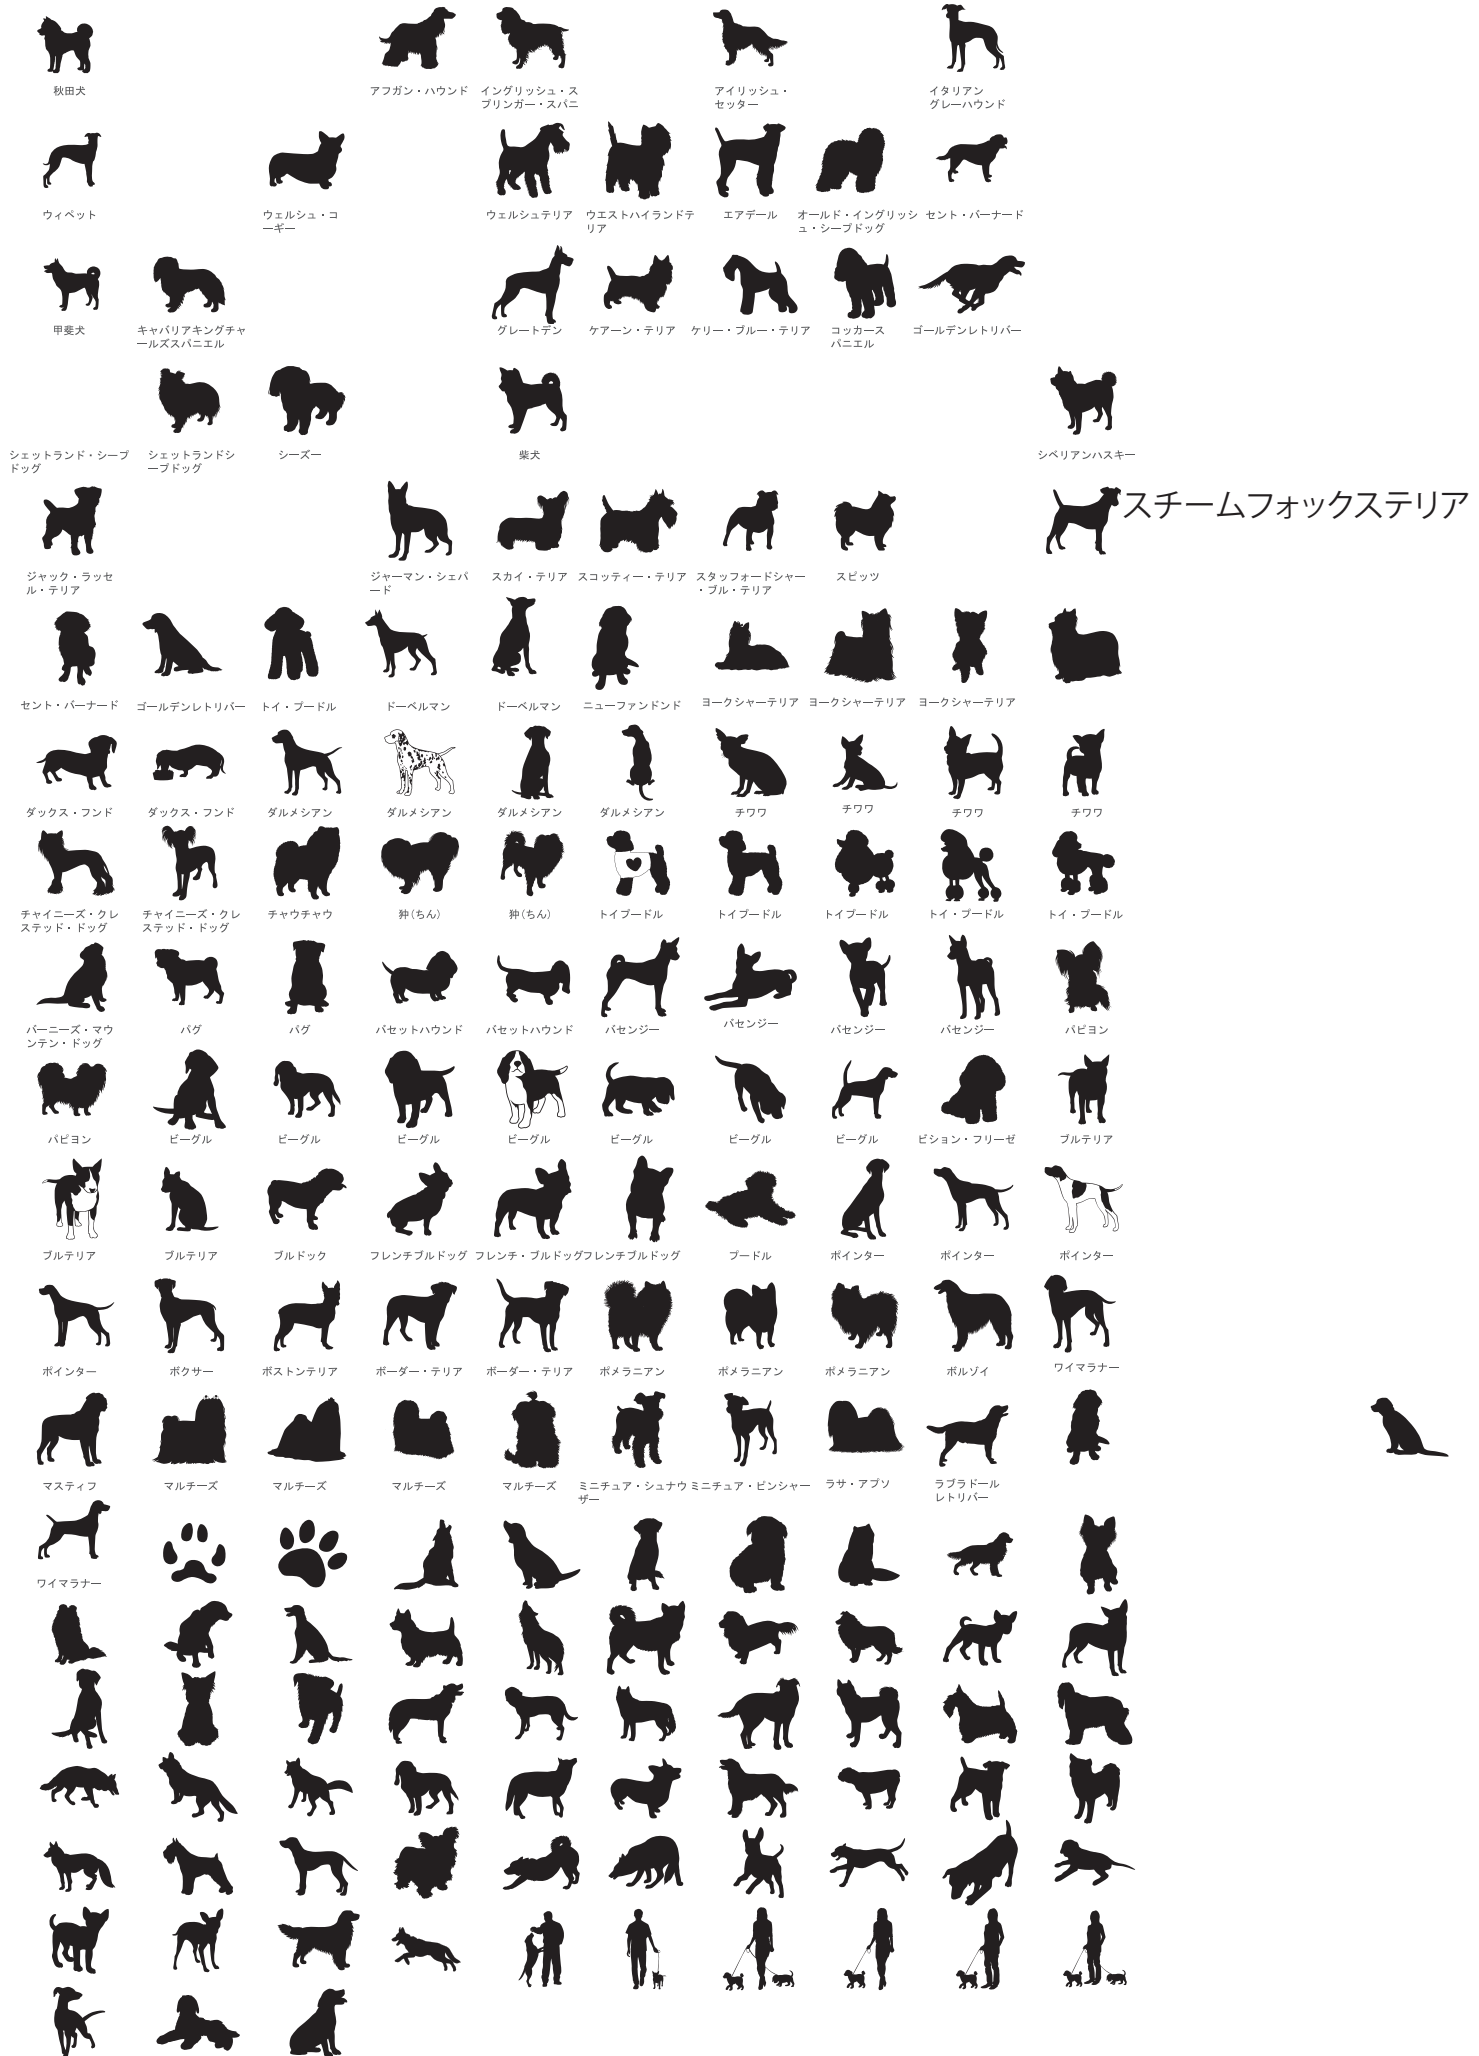 秋田犬
アフガン・ハウンド
イングリッシュ・ス
プリンガー・スパニ
アイリッシュ・
セッター
イタリアン
グレーハウンド
ウィペット
ウェルシュ・コ
ーギー
ウェルシュテリア
ウエストハイランドテ
リア
エアデール
オールド・イングリッシ
ュ・シープドッグ
セント・バーナード
甲斐犬
キャバリアキングチャ
ールズスパニエル
グレートデン
ケアーン・テリア
ケリー・ブルー・テリア
コッカース
パニエル
ゴールデンレトリバー
シェットランド・シープ
ドッグ
シェットランドシ
ープドッグ
シーズー
柴犬
シベリアンハスキー
スチームフォックステリア
ジャック・ラッセ
ル・テリア
ジャーマン・シェパ
ード
スカイ・テリア
スコッティー・テリア
スタッフォードシャー
・ブル・テリア
スピッツ
セント・バーナード
ゴールデンレトリバー
トイ・プードル
ドーベルマン
ドーベルマン
ニューファンドンド
ヨークシャーテリア
ヨークシャーテリア
ヨークシャーテリア
ダックス・フンド
ダックス・フンド
ダルメシアン
ダルメシアン
ダルメシアン
ダルメシアン
チワワ
チワワ
チワワ
チワワ
チャイニーズ・クレ
ステッド・ドッグ
チャイニーズ・クレ
ステッド・ドッグ
チャウチャウ
狆(ちん)
狆(ちん)
トイプードル
トイプードル
トイプードル
トイ・プードル
トイ・プードル
バーニーズ・マウ
ンテン・ドッグ
パグ
パグ
バセットハウンド
バセットハウンド
バセンジー
バセンジー
バセンジー
バセンジー
パピヨン
パピヨン
ビーグル
ビーグル
ビーグル
ビーグル
ビーグル
ビーグル
ビーグル
ビション・フリーゼ
ブルテリア
ブルテリア
ブルテリア
ブルドック
フレンチブルドッグ
フレンチ・ブルドッグ
フレンチブルドッグ
プードル
ポインター
ポインター
ポインター
ポインター
ボクサー
ボストンテリア
ボーダー・テリア
ボーダー・テリア
ポメラニアン
ポメラニアン
ポメラニアン
ボルゾイ
ワイマラナー
マスティフ
マルチーズ
マルチーズ
マルチーズ
マルチーズ
ミニチュア・シュナウ
ザー
ミニチュア・ピンシャー
ラサ・アプソ
ラブラドール
レトリバー
ワイマラナー